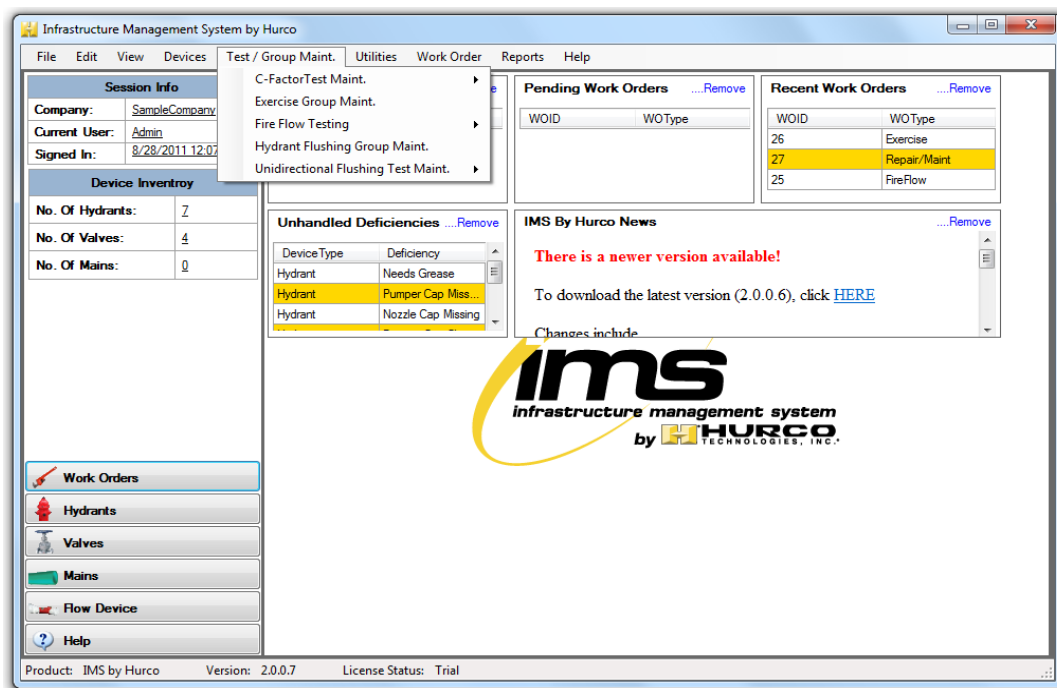 Infrastructure Management System by Hurco
File Edit View Devices Test / Group Maint. Utilities Work Order Reports Help
C-FactorTest Maint.
Exercise Group Maint.
Fire Flow Testing
Hydrant Flushing Group Maint.
Unidirectional Flushing Test Maint.
Session Info
Company: SampleCompany
Current User: Admin
Signed In: 8/28/2011 12:07
Device Inventroy
No. Of Hydrants: 7
No. Of Valves: 4
No. Of Mains: 0
Pending Work Orders ....Remove
WOID WOType
Recent Work Orders ....Remove
WOID WOType
26 Exercise
27 Repair/Maint
25 FireFlow
Unhandled Deficiencies ....Remove
DeviceType Deficiency
Hydrant Needs Grease
Hydrant Pumper Cap Miss...
Hydrant Nozzle Cap Missing
IMS By Hurco News ....Remove
There is a newer version available!
To download the latest version (2.0.0.6), click HERE
Changes include
ims
infrastructure management system
by HURCO
TECHNOLOGIES, INC.
Work Orders
Hydrants
Valves
Mains
Flow Device
Help
Product: IMS by Hurco Version: 2.0.0.7 License Status: Trial